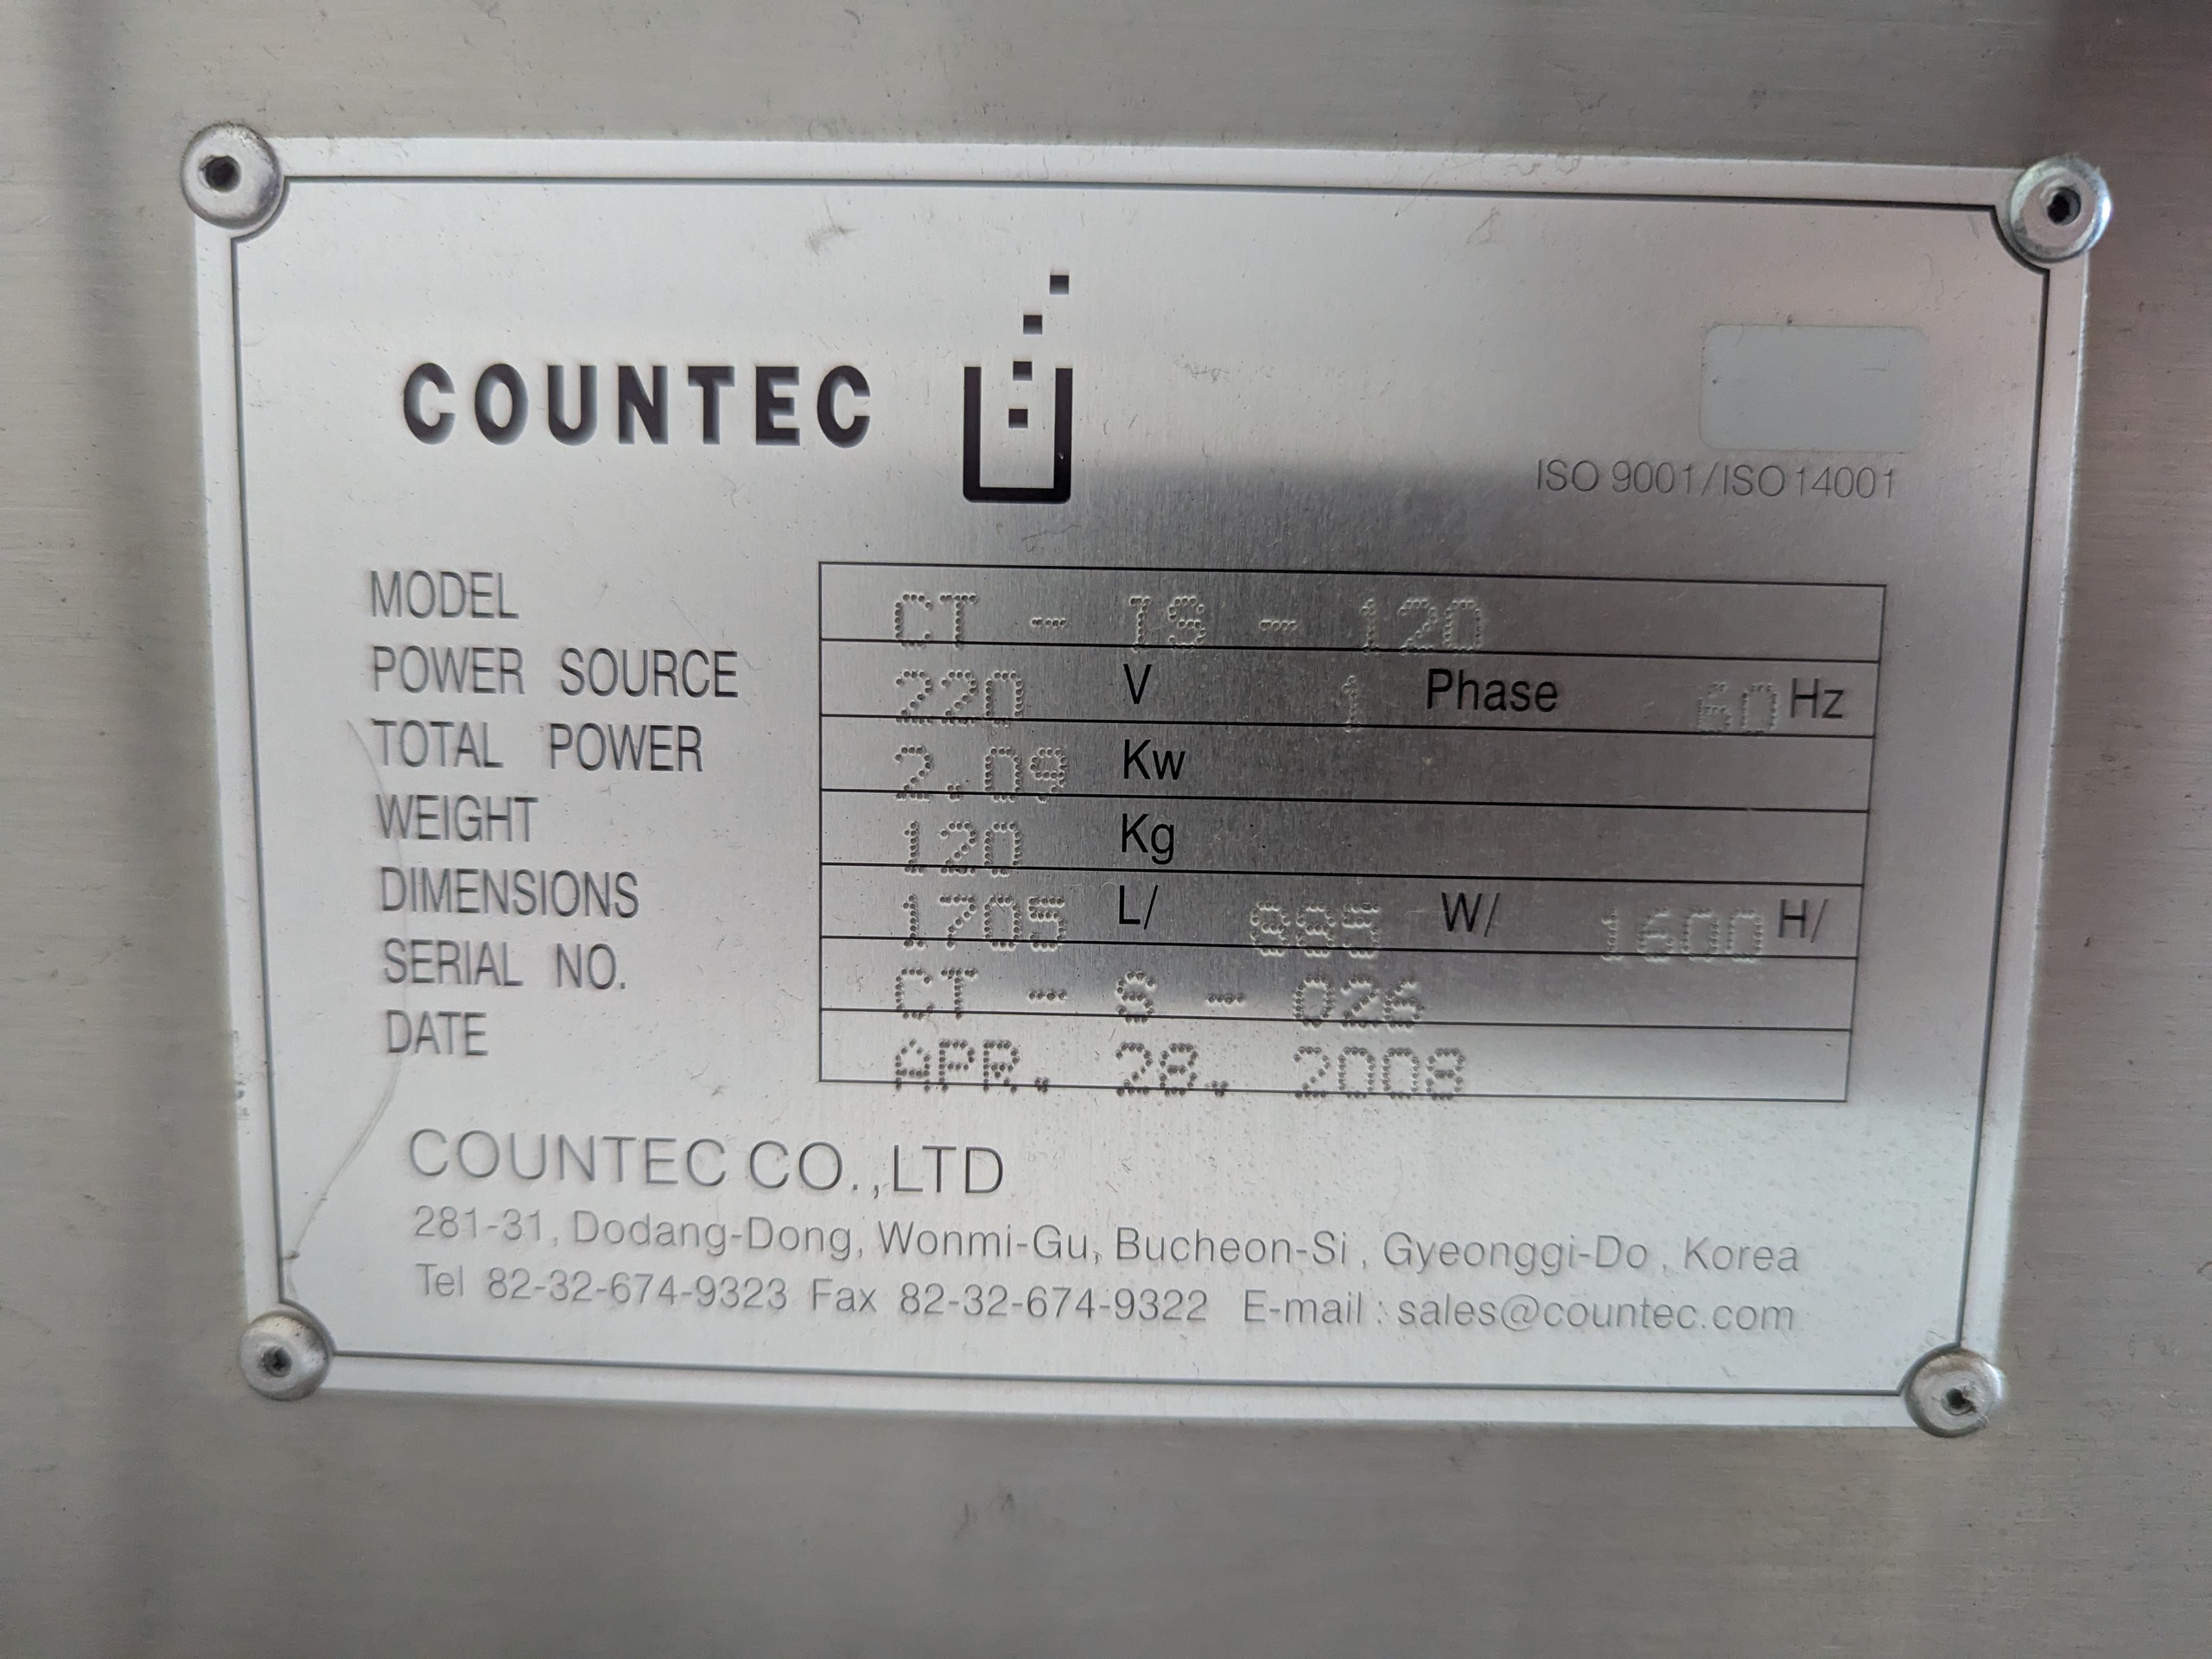 COUNTEC
ISO 9001/ISO14001
MODEL CT - IS - 120
POWER SOURCE 220 V 1 Phase 60 Hz
TOTAL POWER 2.09 Kw
WEIGHT 120 Kg
DIMENSIONS 1705 L/ 885 W/ 1600 H/
SERIAL NO. CT - S - 026
DATE APR. 28. 2008
COUNTEC CO.,LTD
281-31, Dodang-Dong, Wonmi-Gu, Bucheon-Si, Gyeonggi-Do, Korea
Tel 82-32-674-9323 Fax 82-32-674-9322 E-mail : sales@countec.com